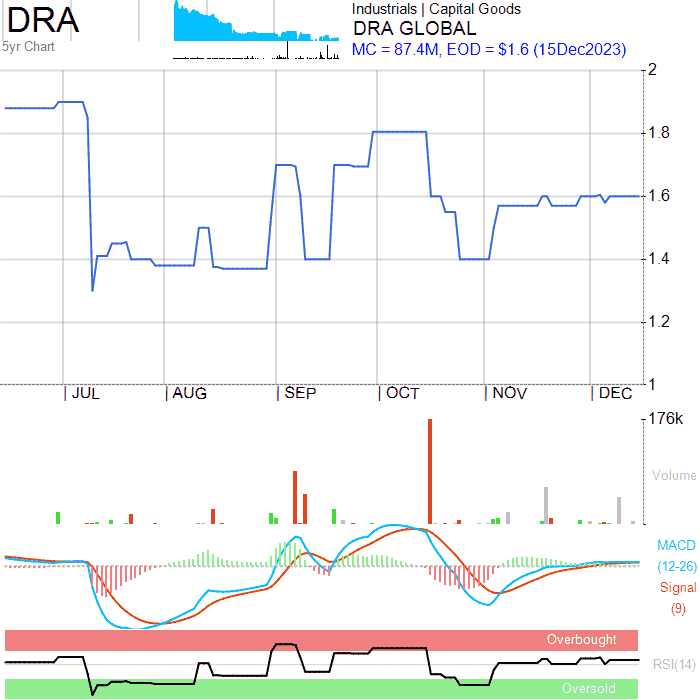 DRA
5yr Chart
Industrials | Capital Goods
DRA GLOBAL
MC = 87.4M, EOD = $1.6 (15Dec2023)
2
1.8
1.6
1.4
1.2
1
| JUL | AUG | SEP | OCT | NOV | DEC
176k
Volume
MACD
(12-26)
Signal
(9)
Overbought
RSI(14)
Oversold